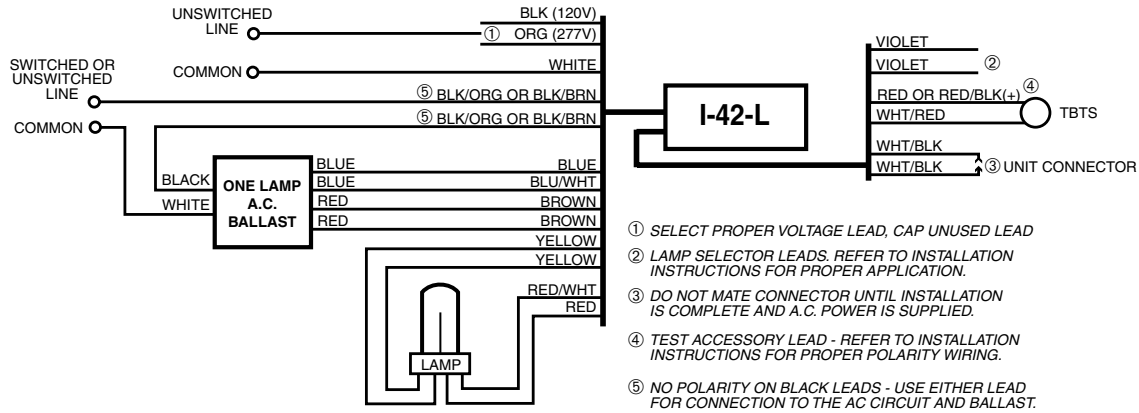 UNSWITCHED
LINE
BLK (120V)
① ORG (277V)
COMMON
WHITE
SWITCHED OR
UNSWITCHED
LINE
⑤ BLK/ORG OR BLK/BRN
COMMON
⑤ BLK/ORG OR BLK/BRN
BLACK
WHITE
ONE LAMP
A.C.
BALLAST
BLUE
BLUE
RED
RED
BLUE
BLU/WHT
BROWN
BROWN
YELLOW
YELLOW
RED/WHT
RED
LAMP
I-42-L
VIOLET
VIOLET
②
RED OR RED/BLK(+)
④
WHT/RED
TBTS
WHT/BLK
WHT/BLK
③ UNIT CONNECTOR
① SELECT PROPER VOLTAGE LEAD, CAP UNUSED LEAD
② LAMP SELECTOR LEADS. REFER TO INSTALLATION
INSTRUCTIONS FOR PROPER APPLICATION.
③ DO NOT MATE CONNECTOR UNTIL INSTALLATION
IS COMPLETE AND A.C. POWER IS SUPPLIED.
④ TEST ACCESSORY LEAD - REFER TO INSTALLATION
INSTRUCTIONS FOR PROPER POLARITY WIRING.
⑤ NO POLARITY ON BLACK LEADS - USE EITHER LEAD
FOR CONNECTION TO THE AC CIRCUIT AND BALLAST.